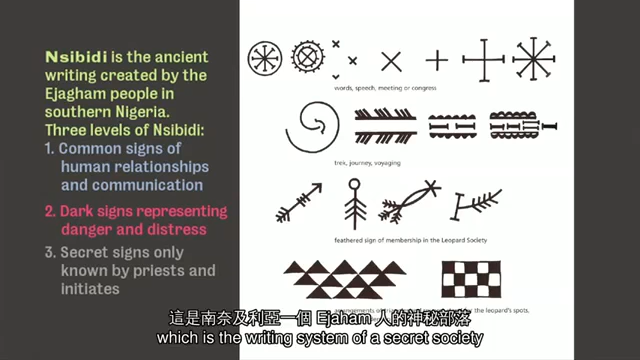 Nsibidi is the ancient
writing created by the
Ejagham people in
southern Nigeria.
Three levels of Nsibidi:
1. Common signs of
human relationships
and communication
2. Dark signs representing
danger and distress
3. Secret signs only
known by priests and
initiates
words, speech, meeting or congress
trek, journey, voyaging
feathered sign of membership in the Leopard Society
the leopard's spots,
這是南奈及利亞一個 Ejaham 人的神秘部落
which is the writing system of a secret society